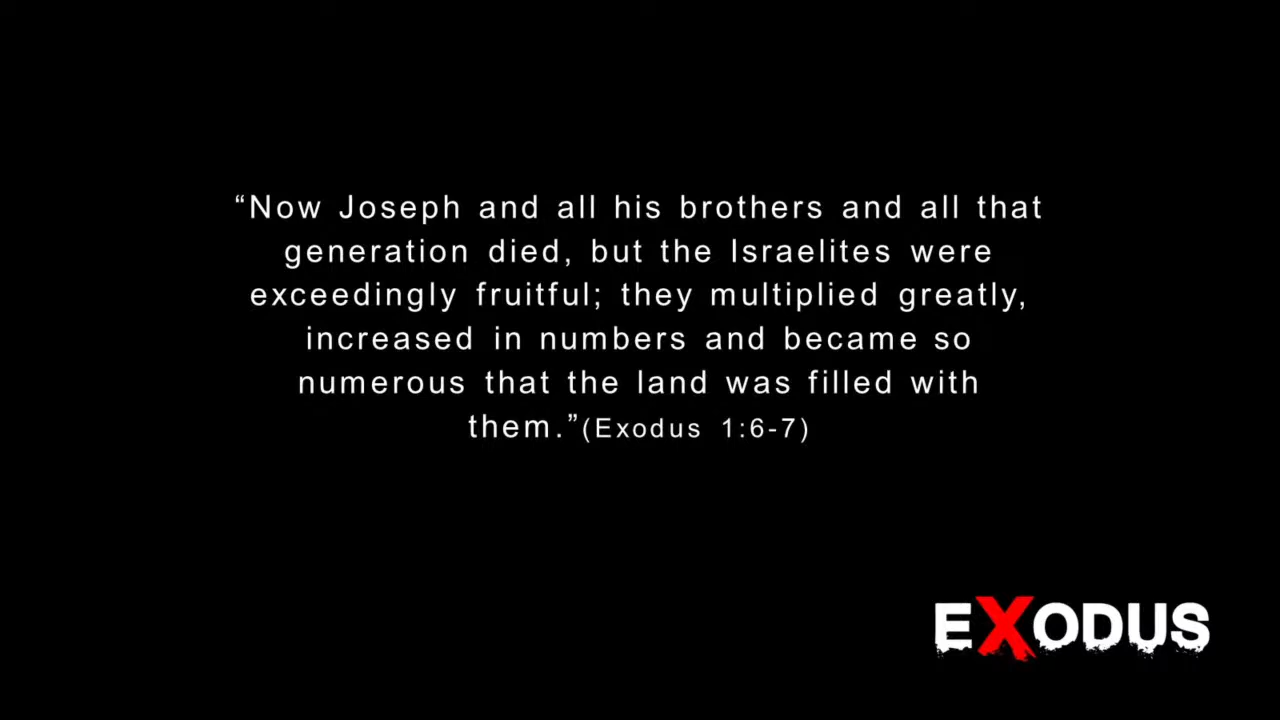 “Now Joseph and all his brothers and all that
generation died, but the Israelites were
exceedingly fruitful; they multiplied greatly,
increased in numbers and became so
numerous that the land was filled with
them.”(Exodus 1:6-7)
EXODUS